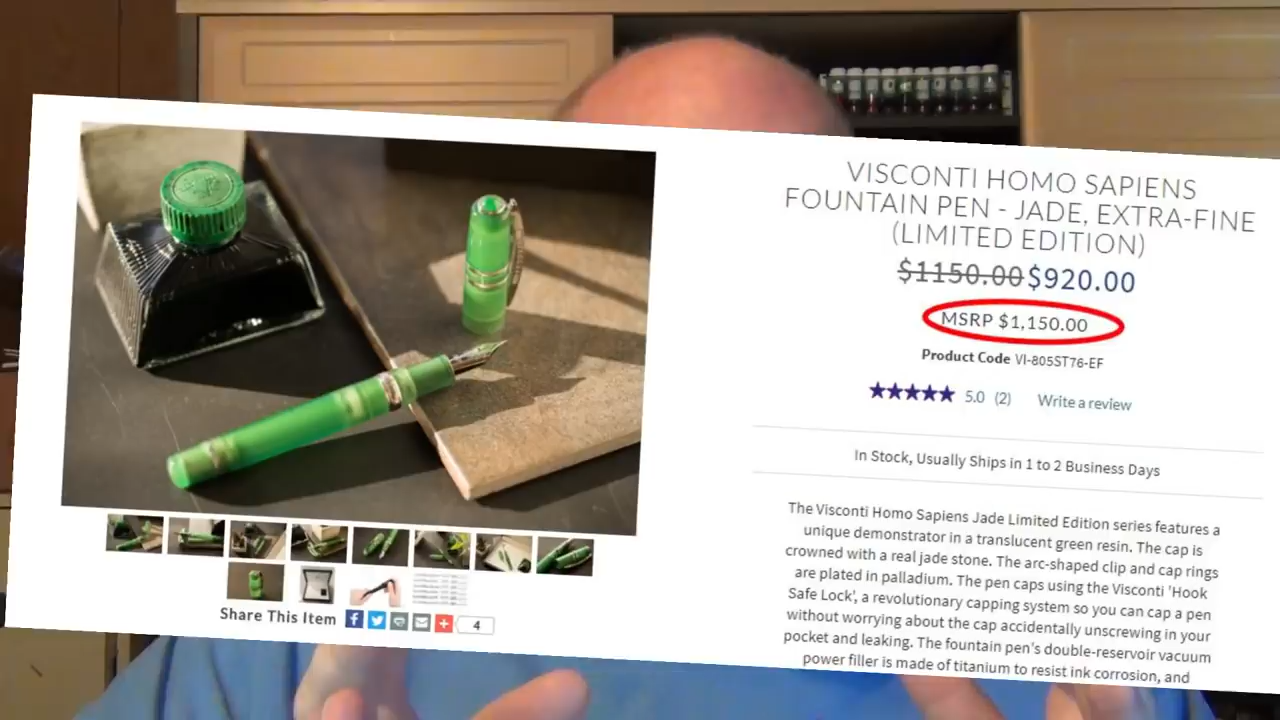 VISCONTI HOMO SAPIENS
FOUNTAIN PEN - JADE, EXTRA-FINE
(LIMITED EDITION)
$1150.00 $920.00
MSRP $1,150.00
Product Code VI-805ST76-EF
5.0 (2) Write a review
In Stock, Usually Ships in 1 to 2 Business Days
The Visconti Homo Sapiens Jade Limited Edition series features a
unique demonstrator in a translucent green resin. The cap is
crowned with a real jade stone. The arc-shaped clip and cap rings
are plated in palladium. The pen caps using the Visconti 'Hook
Safe Lock', a revolutionary capping system so you can cap a pen
without worrying about the cap accidentally unscrewing in your
pocket and leaking. The fountain pen's double-reservoir vacuum
power filler is made of titanium to resist ink corrosion, and
Share This Item
4